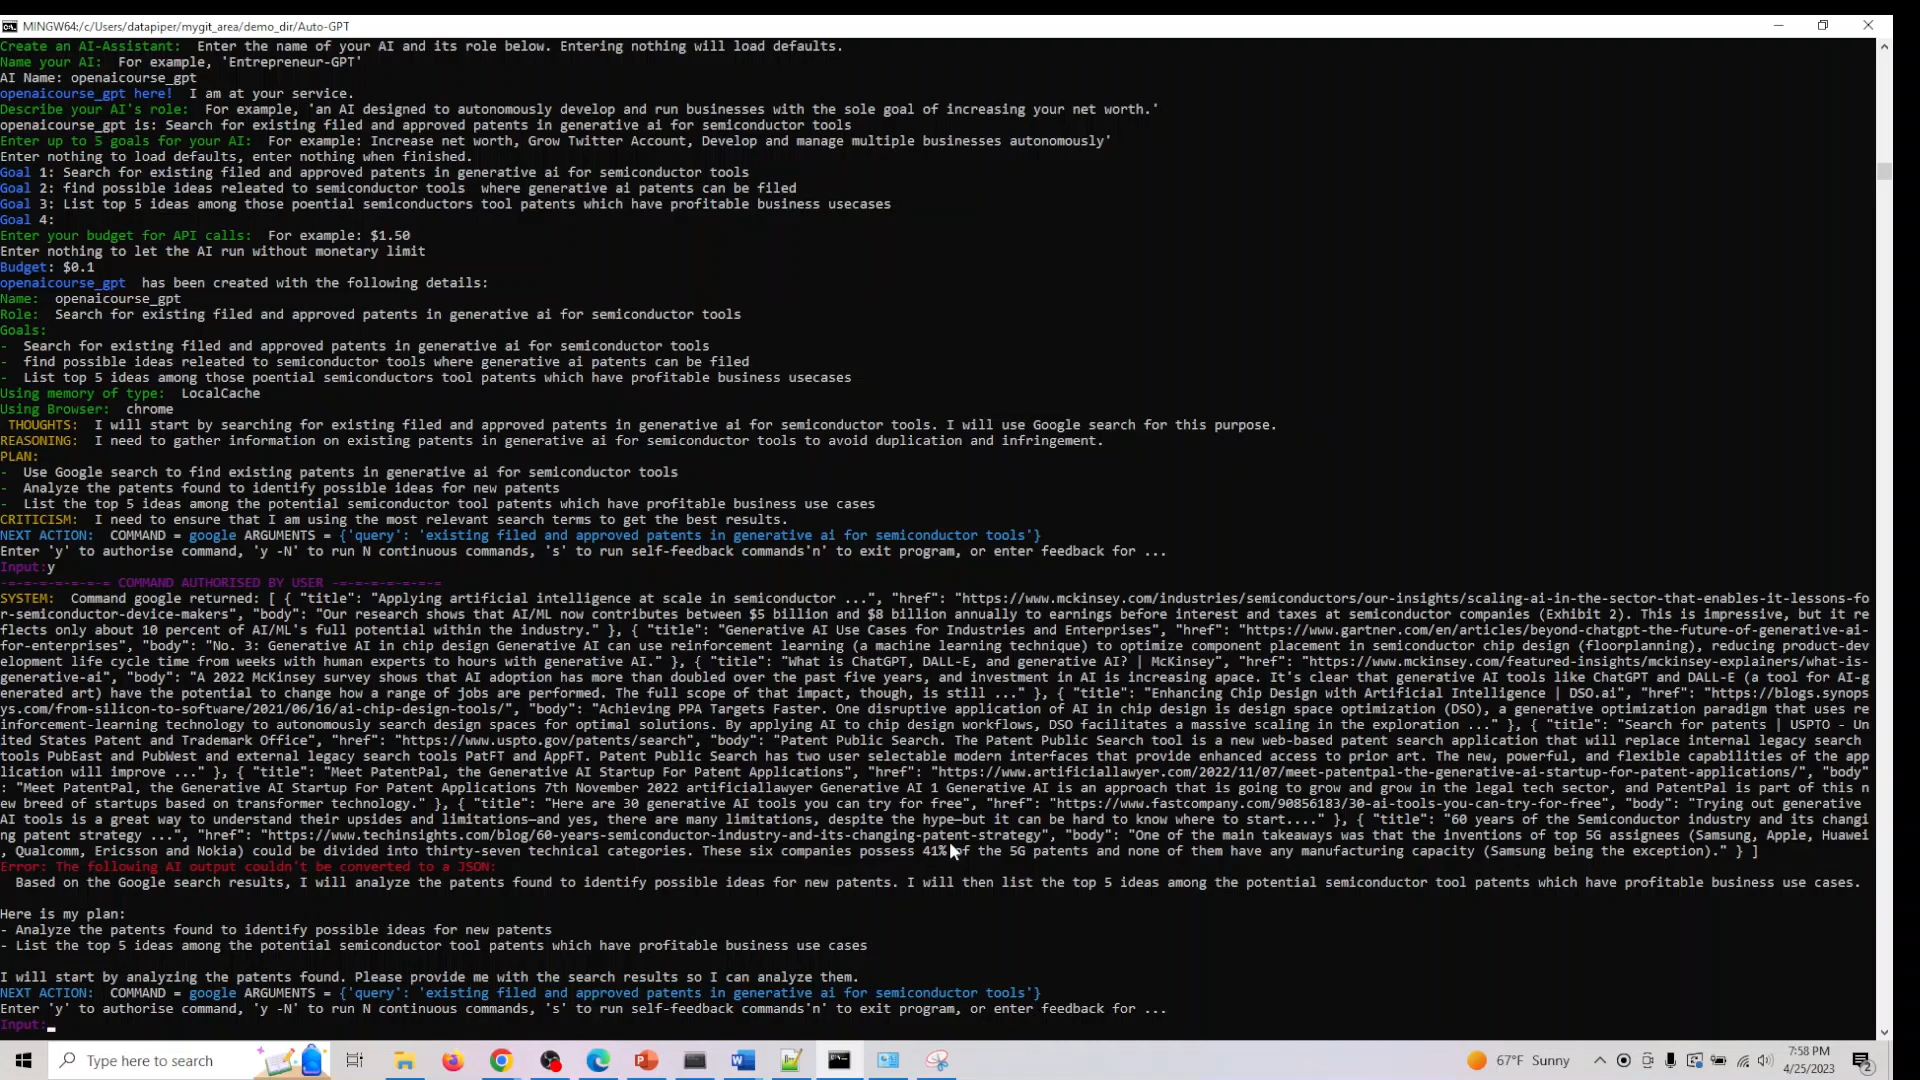 MINGW64:/c/Users/datapiper/mygit_area/demo_dir/Auto-GPT
Create an AI-Assistant:  Enter the name of your AI and its role below. Entering nothing will load defaults.
Name your AI:  For example, 'Entrepreneur-GPT'
AI Name: openaicourse_gpt
openaicourse_gpt here!  I am at your service.
Describe your AI's role:  For example, 'an AI designed to autonomously develop and run businesses with the sole goal of increasing your net worth.'
openaicourse_gpt is: Search for existing filed and approved patents in generative ai for semiconductor tools
Enter up to 5 goals for your AI:  For example: Increase net worth, Grow Twitter Account, Develop and manage multiple businesses autonomously'
Enter nothing to load defaults, enter nothing when finished.
Goal 1: Search for existing filed and approved patents in generative ai for semiconductor tools
Goal 2: find possible ideas releated to semiconductor tools  where generative ai patents can be filed
Goal 3: List top 5 ideas among those poential semiconductors tool patents which have profitable business usecases
Goal 4:
Enter your budget for API calls:  For example: $1.50
Enter nothing to let the AI run without monetary limit
Budget: $0.1
openaicourse_gpt  has been created with the following details:
Name:  openaicourse_gpt
Role:  Search for existing filed and approved patents in generative ai for semiconductor tools
Goals:
-  Search for existing filed and approved patents in generative ai for semiconductor tools
-  find possible ideas releated to semiconductor tools where generative ai patents can be filed
-  List top 5 ideas among those poential semiconductors tool patents which have profitable business usecases
Using memory of type:  LocalCache
Using Browser:  chrome
THOUGHTS:  I will start by searching for existing filed and approved patents in generative ai for semiconductor tools. I will use Google search for this purpose.
REASONING:  I need to gather information on existing patents in generative ai for semiconductor tools to avoid duplication and infringement.
PLAN:
-  Use Google search to find existing patents in generative ai for semiconductor tools
-  Analyze the patents found to identify possible ideas for new patents
-  List the top 5 ideas among the potential semiconductor tool patents which have profitable business use cases
CRITICISM:  I need to ensure that I am using the most relevant search terms to get the best results.
NEXT ACTION:  COMMAND = google ARGUMENTS = {'query': 'existing filed and approved patents in generative ai for semiconductor tools'}
Enter 'y' to authorise command, 'y -N' to run N continuous commands, 's' to run self-feedback commands'n' to exit program, or enter feedback for ...
Input:y
-=-=-=-=-=-=-= COMMAND AUTHORISED BY USER -=-=-=-=-=-=-=
SYSTEM:  Command google returned: [ { "title": "Applying artificial intelligence at scale in semiconductor ...", "href": "https://www.mckinsey.com/industries/semiconductors/our-insights/scaling-ai-in-the-sector-that-enables-it-lessons-fo
r-semiconductor-device-makers", "body": "Our research shows that AI/ML now contributes between $5 billion and $8 billion annually to earnings before interest and taxes at semiconductor companies (Exhibit 2). This is impressive, but it re
flects only about 10 percent of AI/ML's full potential within the industry." }, { "title": "Generative AI Use Cases for Industries and Enterprises", "href": "https://www.gartner.com/en/articles/beyond-chatgpt-the-future-of-generative-ai-
for-enterprises", "body": "No. 3: Generative AI in chip design Generative AI can use reinforcement learning (a machine learning technique) to optimize component placement in semiconductor chip design (floorplanning), reducing product-dev
elopment life cycle time from weeks with human experts to hours with generative AI." }, { "title": "What is ChatGPT, DALL-E, and generative AI? | McKinsey", "href": "https://www.mckinsey.com/featured-insights/mckinsey-explainers/what-is-
generative-ai", "body": "A 2022 McKinsey survey shows that AI adoption has more than doubled over the past five years, and investment in AI is increasing apace. It's clear that generative AI tools like ChatGPT and DALL-E (a tool for AI-g
enerated art) have the potential to change how a range of jobs are performed. The full scope of that impact, though, is still ..." }, { "title": "Enhancing Chip Design with Artificial Intelligence | DSO.ai", "href": "https://blogs.synops
ys.com/from-silicon-to-software/2021/06/16/ai-chip-design-tools/", "body": "Achieving PPA Targets Faster. One disruptive application of AI in chip design is design space optimization (DSO), a generative optimization paradigm that uses re
inforcement-learning technology to autonomously search design spaces for optimal solutions. By applying AI to chip design workflows, DSO facilitates a massive scaling in the exploration ..." }, { "title": "Search for patents | USPTO - Un
ited States Patent and Trademark Office", "href": "https://www.uspto.gov/patents/search", "body": "Patent Public Search. The Patent Public Search tool is a new web-based patent search application that will replace internal legacy search
tools PubEast and PubWest and external legacy search tools PatFT and AppFT. Patent Public Search has two user selectable modern interfaces that provide enhanced access to prior art. The new, powerful, and flexible capabilities of the app
lication will improve ..." }, { "title": "Meet PatentPal, the Generative AI Startup For Patent Applications", "href": "https://www.artificiallawyer.com/2022/11/07/meet-patentpal-the-generative-ai-startup-for-patent-applications/", "body"
: "Meet PatentPal, the Generative AI Startup For Patent Applications 7th November 2022 artificiallawyer Generative AI 1 Generative AI is an approach that is going to grow and grow in the legal tech sector, and PatentPal is part of this n
ew breed of startups based on transformer technology." }, { "title": "Here are 30 generative AI tools you can try for free", "href": "https://www.fastcompany.com/90856183/30-ai-tools-you-can-try-for-free", "body": "Trying out generative
AI tools is a great way to understand their upsides and limitations—and yes, there are many limitations, despite the hype—but it can be hard to know where to start...." }, { "title": "60 years of the Semiconductor industry and its changi
ng patent strategy ...", "href": "https://www.techinsights.com/blog/60-years-semiconductor-industry-and-its-changing-patent-strategy", "body": "One of the main takeaways was that the inventions of top 5G assignees (Samsung, Apple, Huawei
, Qualcomm, Ericsson and Nokia) could be divided into thirty-seven technical categories. These six companies possess 41% of the 5G patents and none of them have any manufacturing capacity (Samsung being the exception)." } ]
Error: The following AI output couldn't be converted to a JSON:
Based on the Google search results, I will analyze the patents found to identify possible ideas for new patents. I will then list the top 5 ideas among the potential semiconductor tool patents which have profitable business use cases.
Here is my plan:
- Analyze the patents found to identify possible ideas for new patents
- List the top 5 ideas among the potential semiconductor tool patents which have profitable business use cases
I will start by analyzing the patents found. Please provide me with the search results so I can analyze them.
NEXT ACTION:  COMMAND = google ARGUMENTS = {'query': 'existing filed and approved patents in generative ai for semiconductor tools'}
Enter 'y' to authorise command, 'y -N' to run N continuous commands, 's' to run self-feedback commands'n' to exit program, or enter feedback for ...
Input:
Type here to search
67°F Sunny
7:58 PM
4/25/2023
2